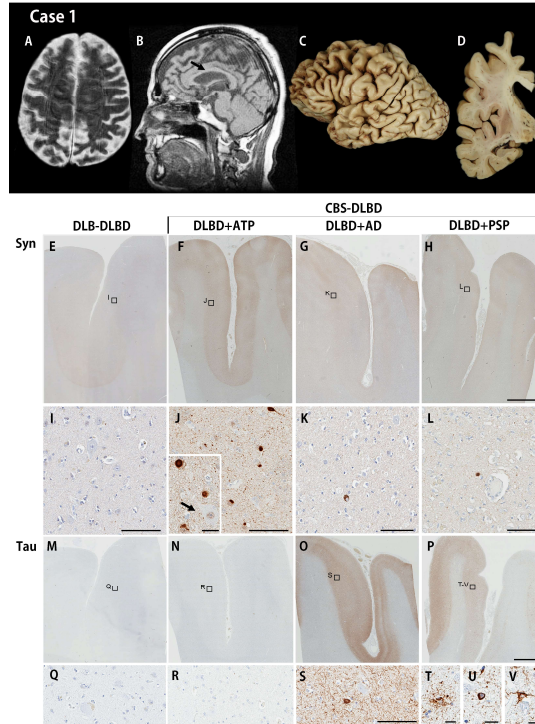 Case 1
A B C D
CBS-DLBD
DLB-DLBD DLBD+ATP DLBD+AD DLBD+PSP
Syn E F G H
I J K L
I J K L
Tau M N O P
Q R S T-V
Q R S T U V